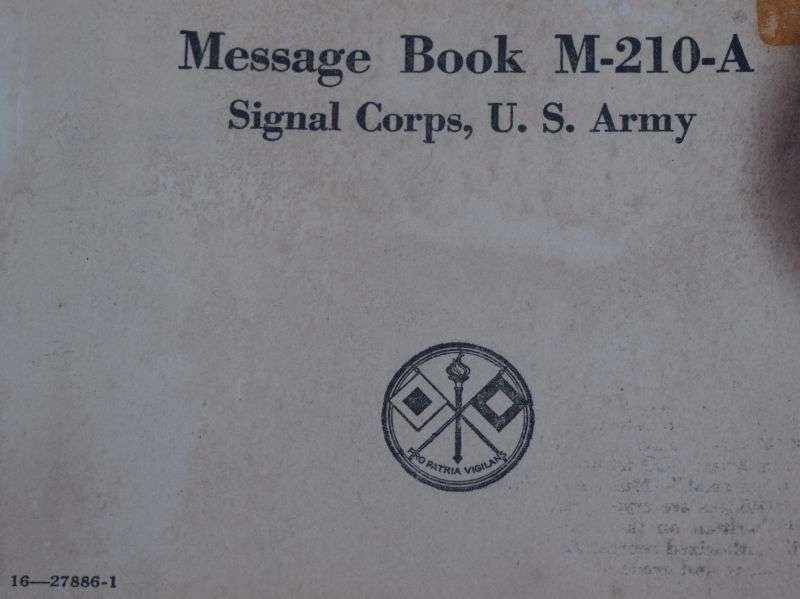 Message Book M-210-A
Signal Corps, U. S. Army
PRO PATRIA VIGILANS
16—27886-1